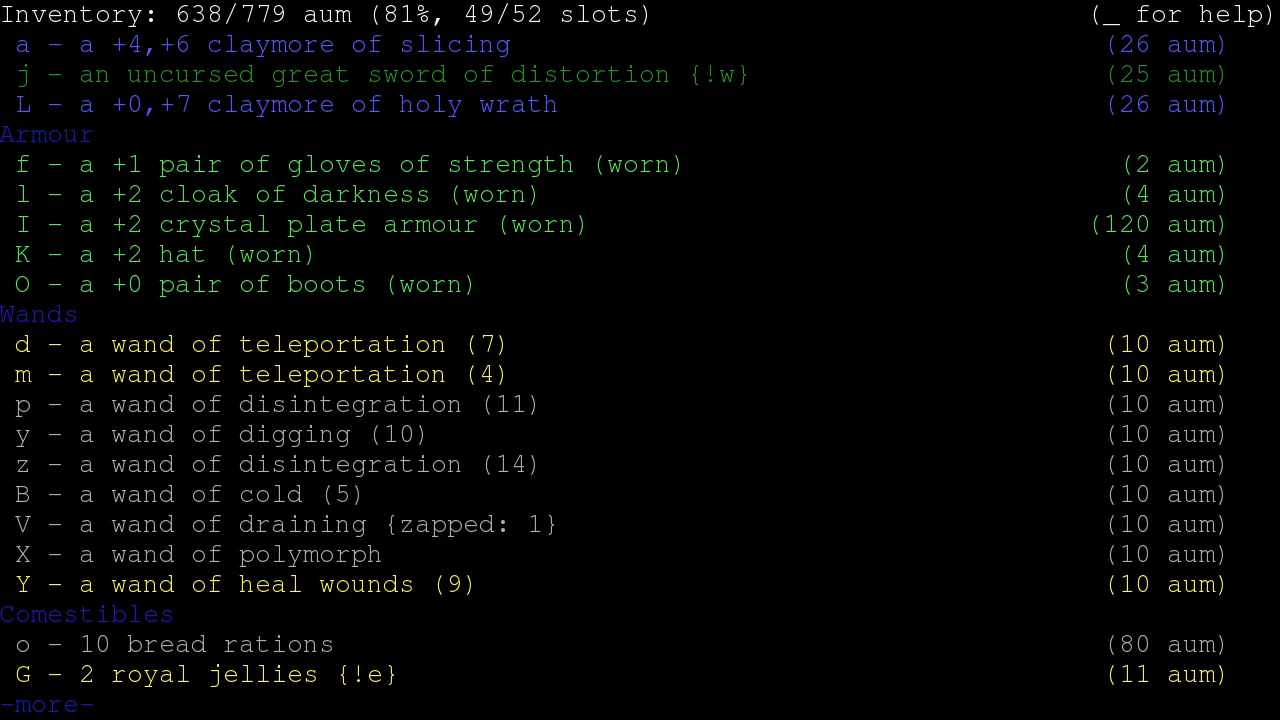 Inventory: 638/779 aum (81%, 49/52 slots) (_ for help)
a - a +4,+6 claymore of slicing (26 aum)
j - an uncursed great sword of distortion {!w} (25 aum)
L - a +0,+7 claymore of holy wrath (26 aum)
Armour
f - a +1 pair of gloves of strength (worn) (2 aum)
l - a +2 cloak of darkness (worn) (4 aum)
I - a +2 crystal plate armour (worn) (120 aum)
K - a +2 hat (worn) (4 aum)
O - a +0 pair of boots (worn) (3 aum)
Wands
d - a wand of teleportation (7) (10 aum)
m - a wand of teleportation (4) (10 aum)
p - a wand of disintegration (11) (10 aum)
y - a wand of digging (10) (10 aum)
z - a wand of disintegration (14) (10 aum)
B - a wand of cold (5) (10 aum)
V - a wand of draining {zapped: 1} (10 aum)
X - a wand of polymorph (10 aum)
Y - a wand of heal wounds (9) (10 aum)
Comestibles
o - 10 bread rations (80 aum)
G - 2 royal jellies {!e} (11 aum)
-more-